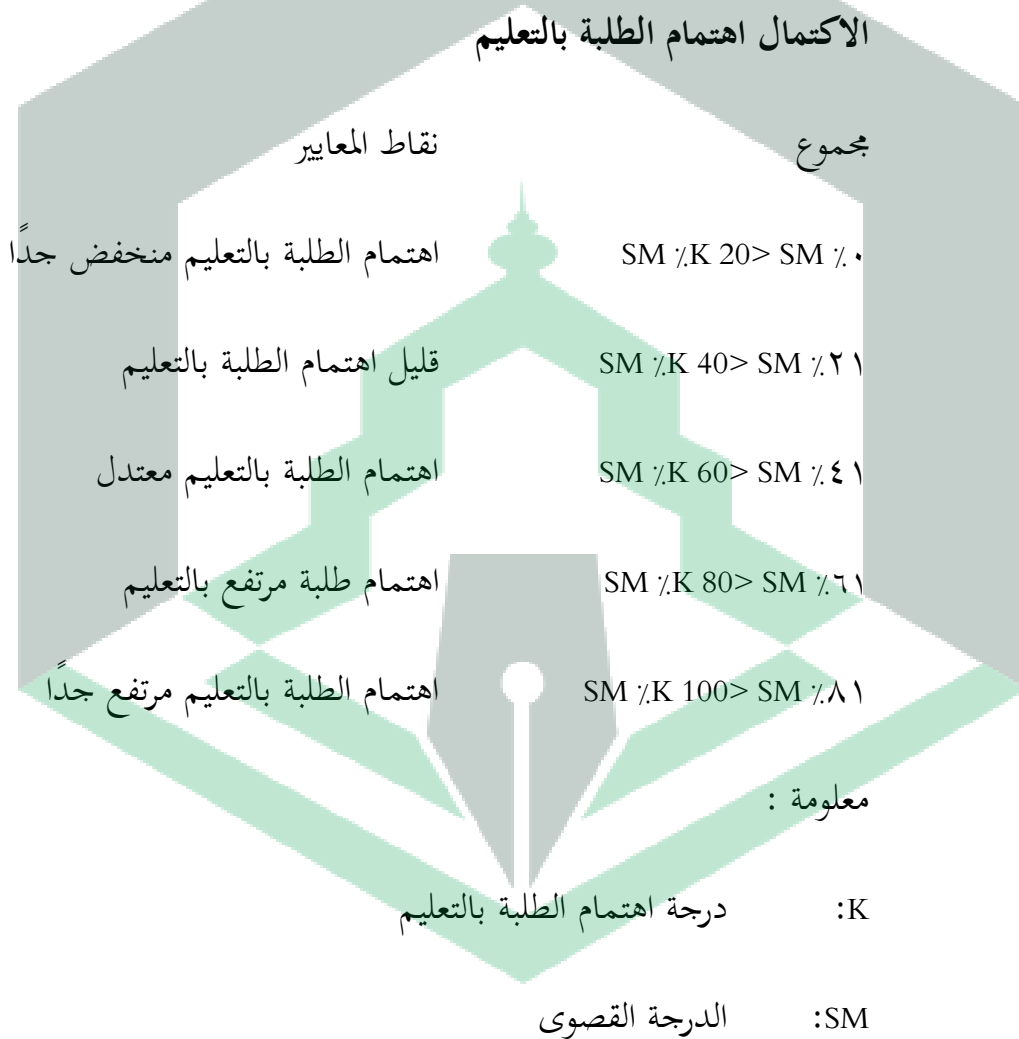 الاكتمال اهتمام الطلبة بالتعليم
مجموع نقاط المعايير
٠٪ SM ٪K 20> SM اهتمام الطلبة بالتعليم منخفض جدًا
٢١٪ SM ٪K 40> SM قليل اهتمام الطلبة بالتعليم
٤١٪ SM ٪K 60> SM اهتمام الطلبة بالتعليم معتدل
٦١٪ SM ٪K 80> SM اهتمام طلبة مرتفع بالتعليم
٨١٪ SM ٪K 100> SM اهتمام الطلبة بالتعليم مرتفع جدًا
معلومة :
K: درجة اهتمام الطلبة بالتعليم
SM: الدرجة القصوى